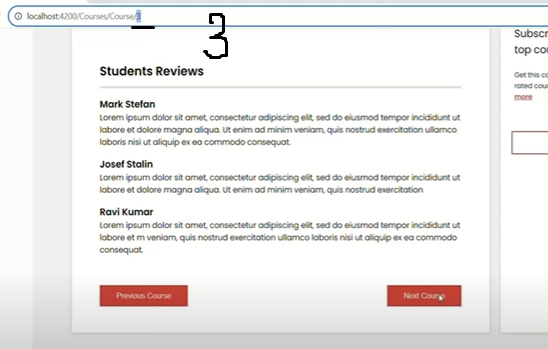 localhost:4200/Courses/Course/3
3
Students Reviews
Mark Stefan
Lorem ipsum dolor sit amet, consectetur adipiscing elit, sed do eiusmod tempor incididunt ut
labore et dolore magna aliqua. Ut enim ad minim veniam, quis nostrud exercitation ullamco
laboris nisi ut aliquip ex ea commodo consequat.
Josef Stalin
Lorem ipsum dolor sit amet, consectetur adipiscing elit, sed do eiusmod tempor incididunt ut
labore et dolore magna aliqua. Ut enim ad minim veniam, quis nostrud exercitation
Ravi Kumar
Lorem ipsum dolor sit amet, consectetur adipiscing elit, sed do eiusmod tempor incididunt ut
labore et m veniam, quis nostrud exercitation ullamco laboris nisi ut aliquip ex ea commodo
consequat.
Previous Course
Next Course
Subscr
top cou
Get this co
rated cour
more